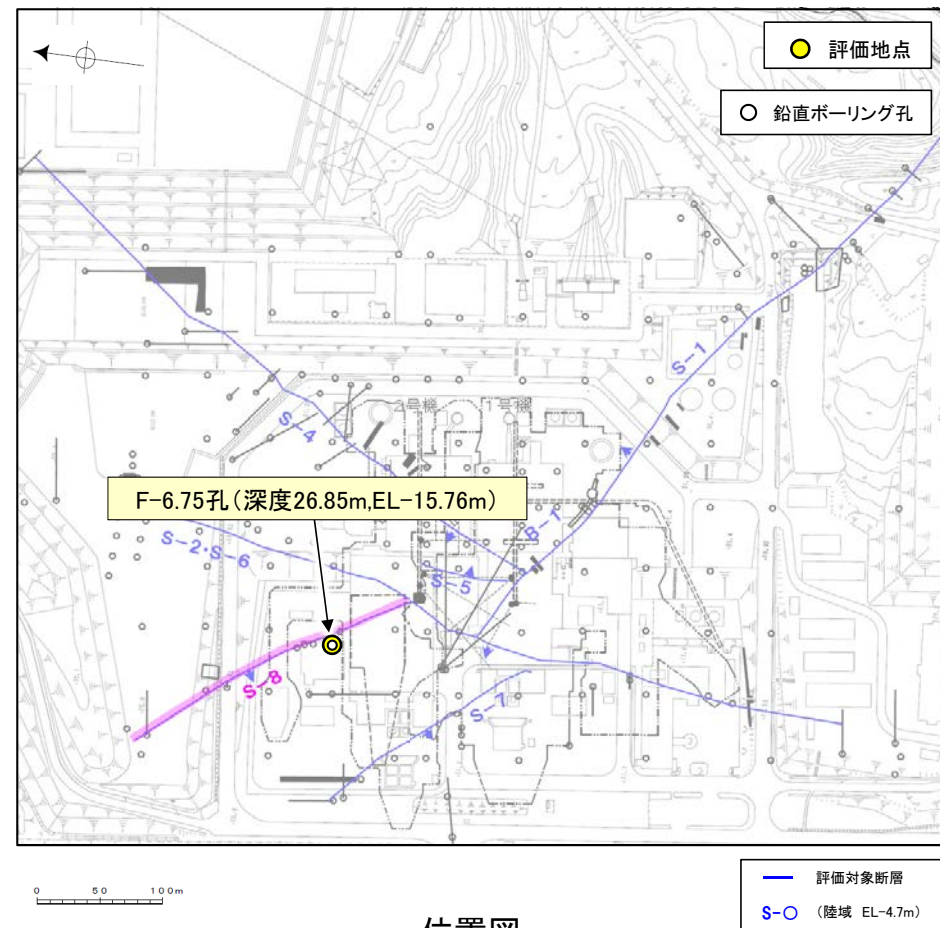 評価地点
鉛直ボーリング孔
S-1
S-4
2号機
1号機
F-6.75孔(深度26.85m,EL-15.76m)
B-1
S-2・S-6
S-5
S-8
S-7
0 50 100m
評価対象断層
S-○ (陸域 EL-4.7m)
位置図